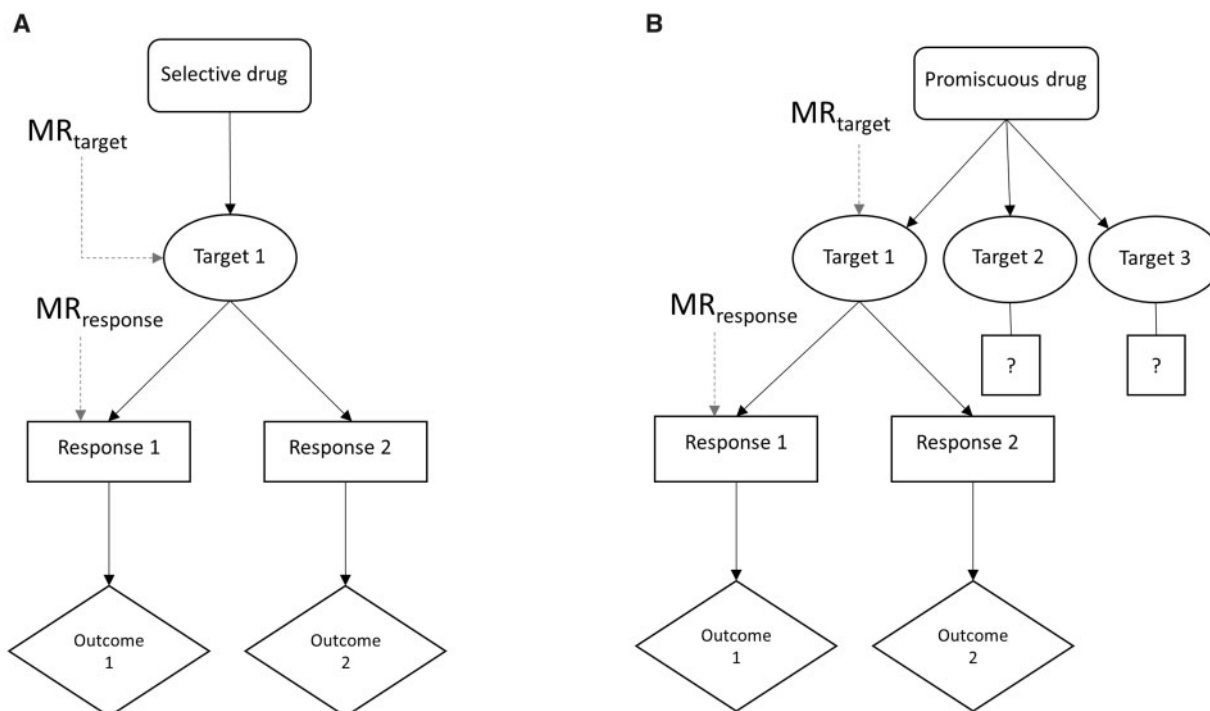 A
Selective drug
MRtarget
Target 1
MRresponse
Response 1
Response 2
Outcome
1
Outcome
2
B
Promiscuous drug
MRtarget
Target 1
Target 2
Target 3
MRresponse
?
?
Response 1
Response 2
Outcome
1
Outcome
2